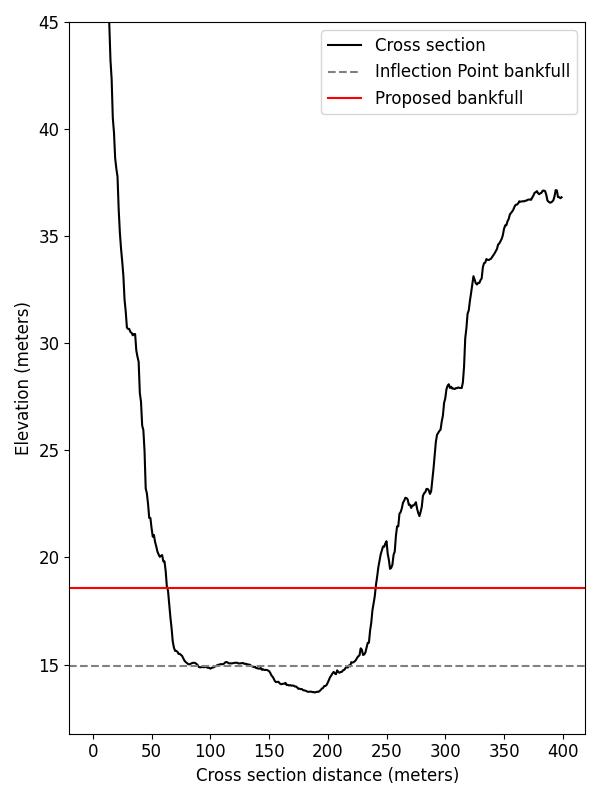 Cross section
Inflection Point bankfull
Proposed bankfull
45
40
35
30
25
20
15
Elevation (meters)
0 50 100 150 200 250 300 350 400
Cross section distance (meters)